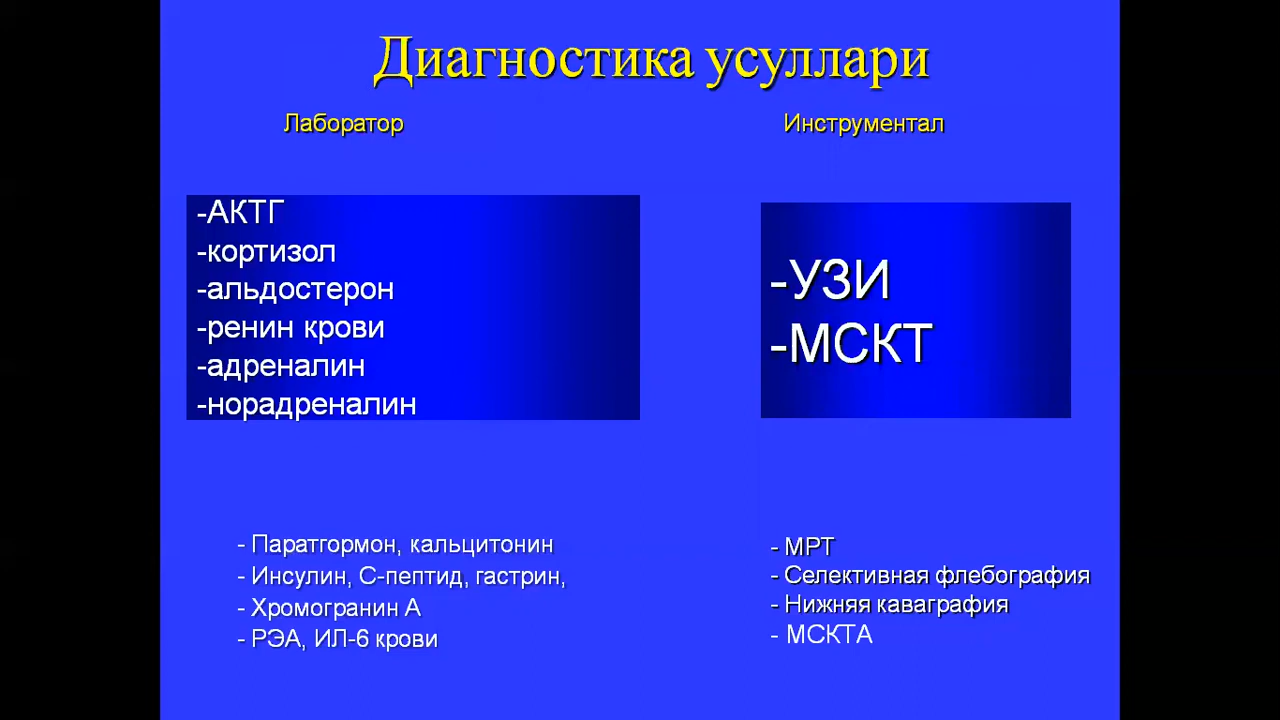 Диагностика усуллари
Лаборатор
Инструментал
-АКТГ
-кортизол
-альдостерон
-ренин крови
-адреналин
-норадреналин
-УЗИ
-МСКТ
- Паратгормон, кальцитонин
- Инсулин, С-пептид, гастрин,
- Хромогранин А
- РЭА, ИЛ-6 крови
- МРТ
- Селективная флебография
- Нижняя каваграфия
- МСКТА